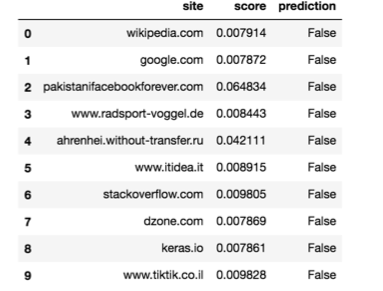 site score prediction
0 wikipedia.com 0.007914 False
1 google.com 0.007872 False
2 pakistanifacebookforever.com 0.064834 False
3 www.radsport-voggel.de 0.008443 False
4 ahrenhei.without-transfer.ru 0.042111 False
5 www.itidea.it 0.008915 False
6 stackoverflow.com 0.009805 False
7 dzone.com 0.007869 False
8 keras.io 0.007861 False
9 www.tiktik.co.il 0.009828 False